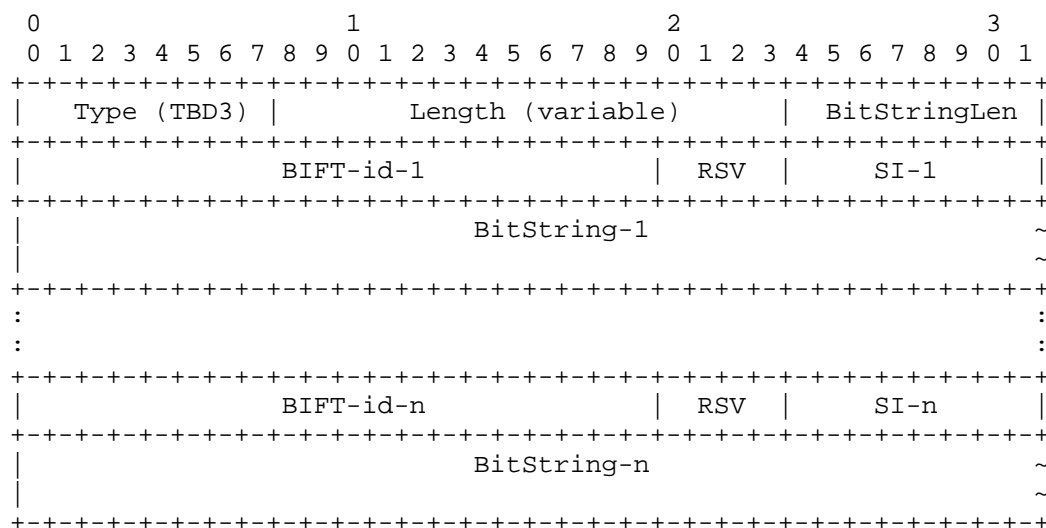 0                   1                   2                   3
 0 1 2 3 4 5 6 7 8 9 0 1 2 3 4 5 6 7 8 9 0 1 2 3 4 5 6 7 8 9 0 1
+-+-+-+-+-+-+-+-+-+-+-+-+-+-+-+-+-+-+-+-+-+-+-+-+-+-+-+-+-+-+-+-+
|   Type (TBD3) |        Length (variable)      |  BitStringLen |
+-+-+-+-+-+-+-+-+-+-+-+-+-+-+-+-+-+-+-+-+-+-+-+-+-+-+-+-+-+-+-+-+
|                BIFT-id-1              |  RSV  |     SI-1      |
+-+-+-+-+-+-+-+-+-+-+-+-+-+-+-+-+-+-+-+-+-+-+-+-+-+-+-+-+-+-+-+-+
|                            BitString-1                        ~
|                                                               ~
+-+-+-+-+-+-+-+-+-+-+-+-+-+-+-+-+-+-+-+-+-+-+-+-+-+-+-+-+-+-+-+-+
:                                                               :
:                                                               :
+-+-+-+-+-+-+-+-+-+-+-+-+-+-+-+-+-+-+-+-+-+-+-+-+-+-+-+-+-+-+-+-+
|                BIFT-id-n              |  RSV  |     SI-n      |
+-+-+-+-+-+-+-+-+-+-+-+-+-+-+-+-+-+-+-+-+-+-+-+-+-+-+-+-+-+-+-+-+
|                            BitString-n                        ~
|                                                               ~
+-+-+-+-+-+-+-+-+-+-+-+-+-+-+-+-+-+-+-+-+-+-+-+-+-+-+-+-+-+-+-+-+